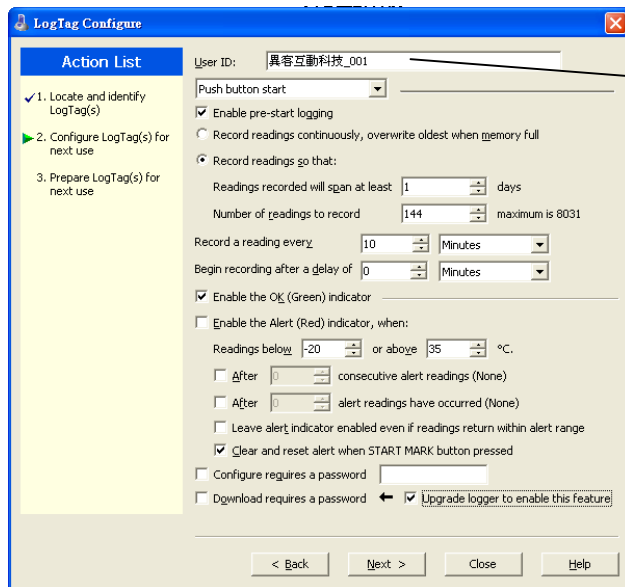 LogTag Configure
Action List
1. Locate and identify
LogTag(s)
2. Configure LogTag(s) for
next use
3. Prepare LogTag(s) for
next use
User ID: 異客互動科技_001
Push button start
Enable pre-start logging
Record readings continuously, overwrite oldest when memory full
Record readings so that:
Readings recorded will span at least 1 days
Number of readings to record 144 maximum is 8031
Record a reading every 10 Minutes
Begin recording after a delay of 0 Minutes
Enable the OK (Green) indicator
Enable the Alert (Red) indicator, when:
Readings below -20 or above 35 °C.
After 0 consecutive alert readings (None)
After 0 alert readings have occurred (None)
Leave alert indicator enabled even if readings return within alert range
Clear and reset alert when START MARK button pressed
Configure requires a password
Download requires a password Upgrade logger to enable this feature
< Back Next > Close Help